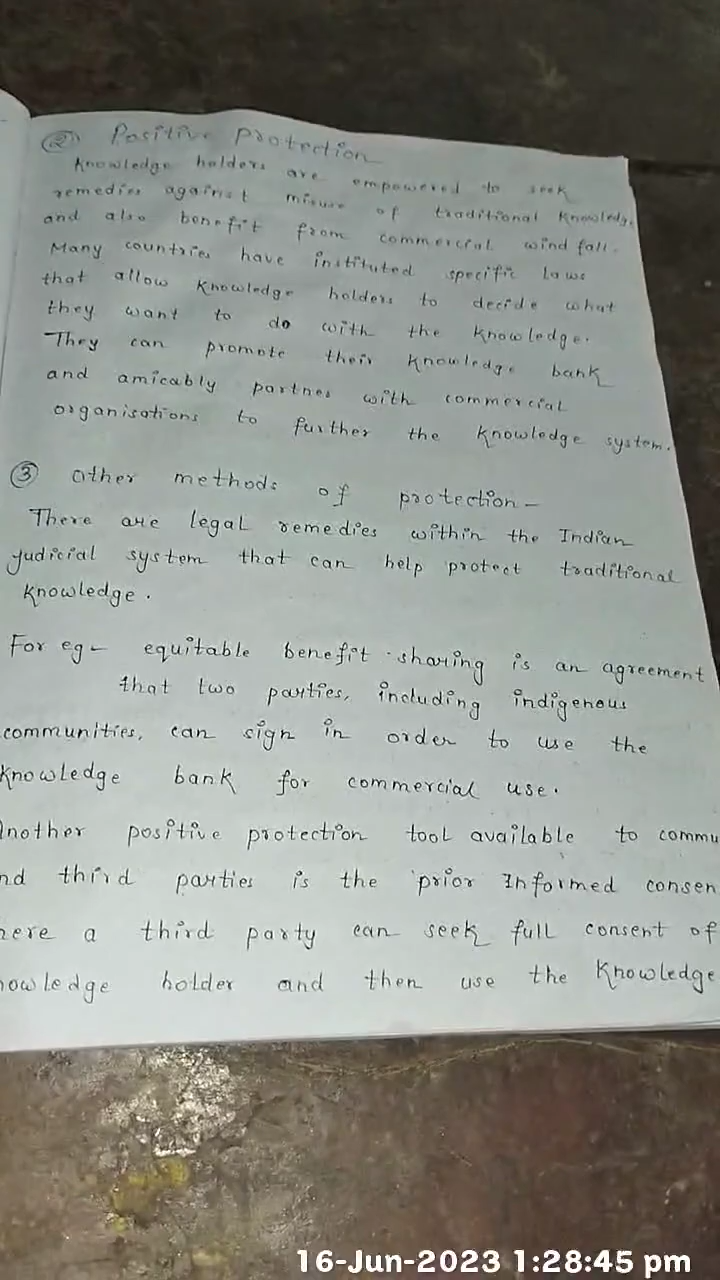 ② Positive Protection
Knowledge holders are empowered to seek
remedies against misuse of traditional Knowledge
and also benefit from commercial wind fall.
Many countries have instituted specific laws
that allow Knowledge holders to decide what
they want to do with the Knowledge.
They can promote their Knowledge bank
and amicably partner with commercial
organisations to further the Knowledge system.
③ Other methods of protection -
There are legal remedies within the Indian
judicial system that can help protect traditional
Knowledge.
For eg - equitable benefit - sharing is an agreement
that two parties, including indigenous
communities, can sign in order to use the
Knowledge bank for commercial use.
Another positive protection tool available to commu
nd third parties is the prior Informed consen
here a third party can seek full consent of
nowledge holder and then use the Knowledge
16-Jun-2023 1:28:45 pm